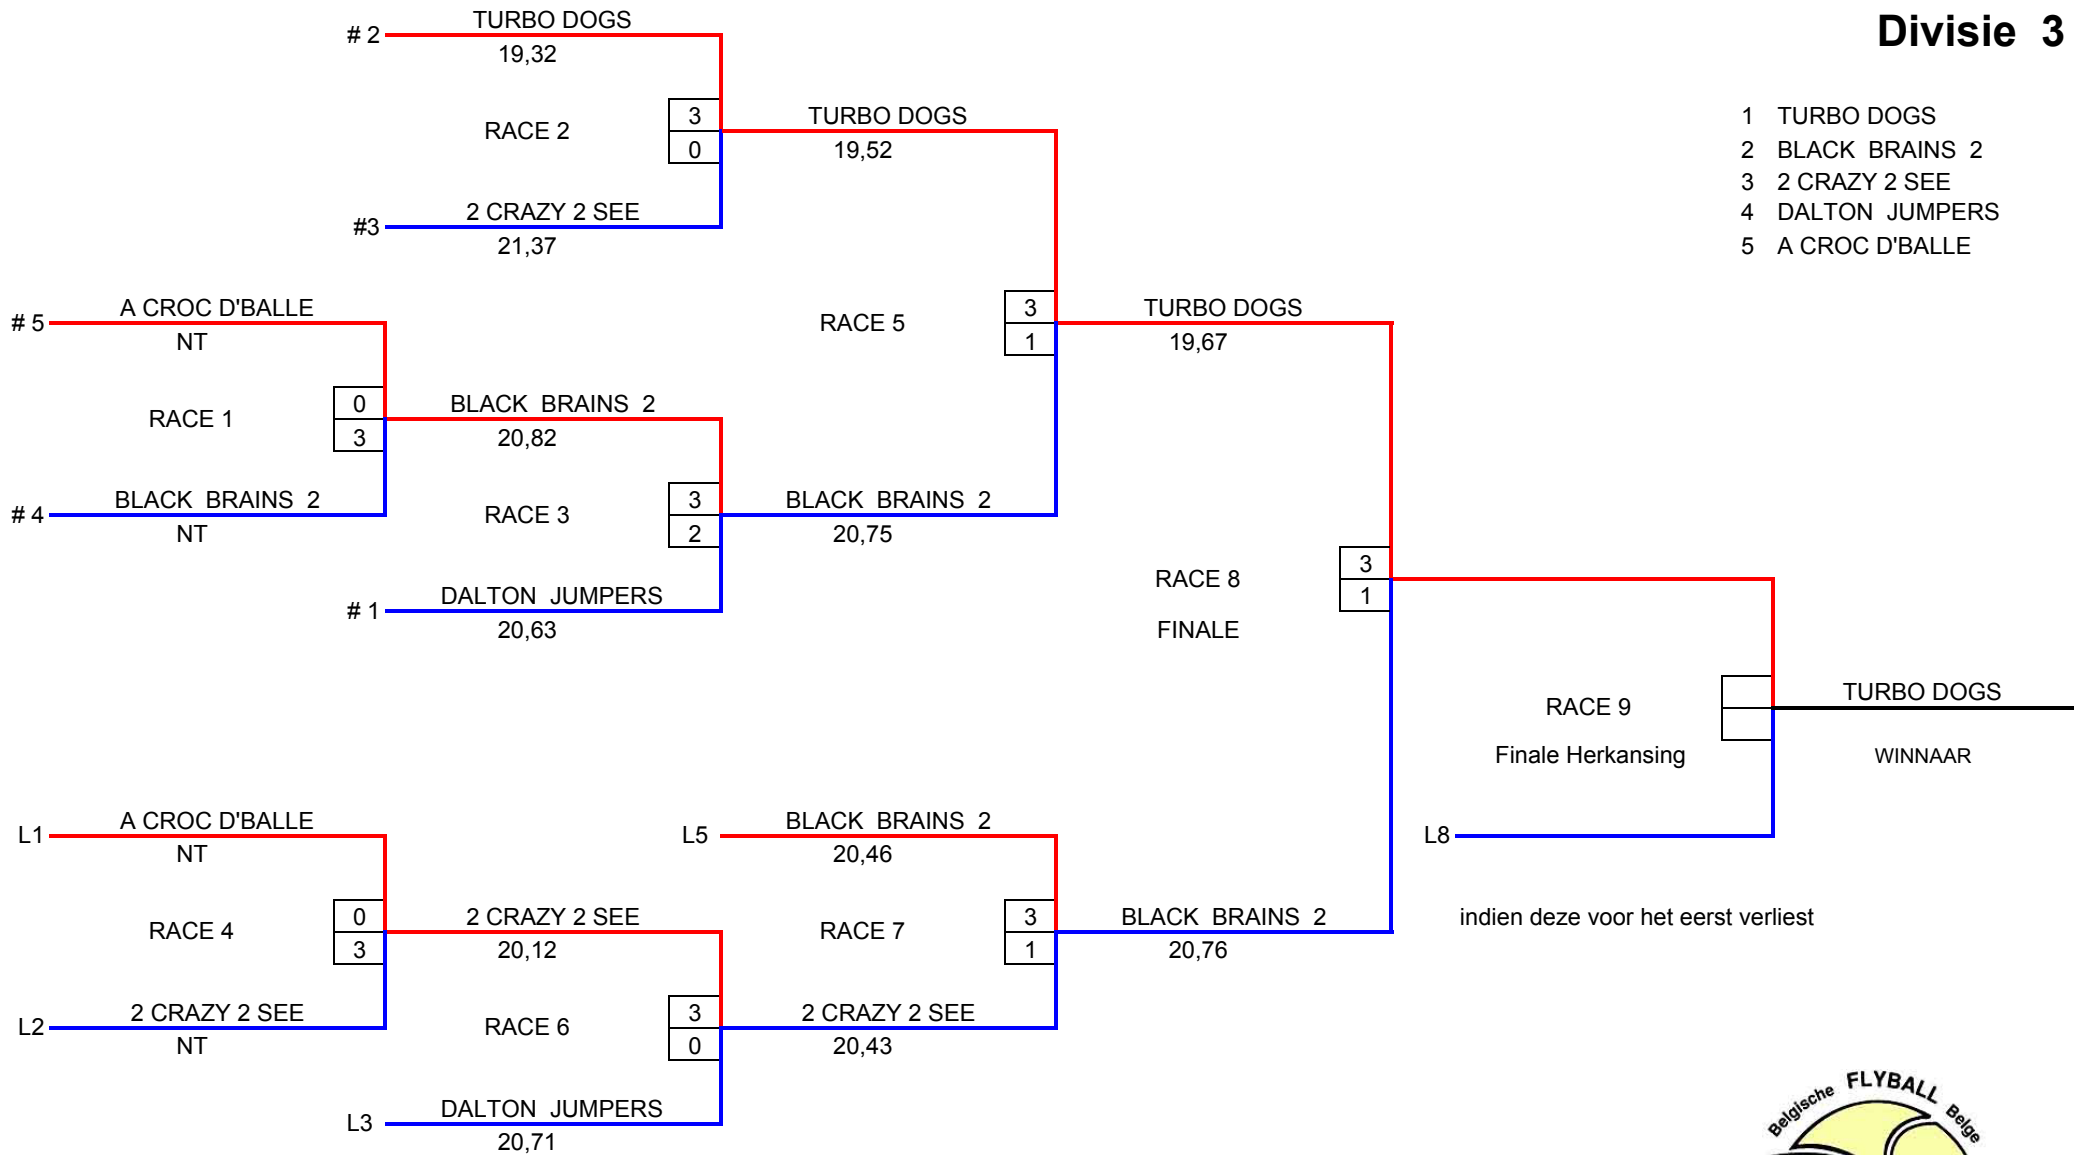 Divisie 3
1 TURBO DOGS
2 BLACK BRAINS 2
3 2 CRAZY 2 SEE
4 DALTON JUMPERS
5 A CROC D'BALLE
# 2 TURBO DOGS
19,32
RACE 2
3
0
#3 2 CRAZY 2 SEE
21,37
TURBO DOGS
19,52
# 5 A CROC D'BALLE
NT
RACE 1
0
3
# 4 BLACK BRAINS 2
NT
BLACK BRAINS 2
20,82
RACE 3
3
2
# 1 DALTON JUMPERS
20,63
RACE 5
3
1
BLACK BRAINS 2
20,75
TURBO DOGS
19,67
RACE 8
FINALE
3
1
RACE 9
Finale Herkansing
TURBO DOGS
WINNAAR
L8
indien deze voor het eerst verliest
L1 A CROC D'BALLE
NT
RACE 4
0
3
L2 2 CRAZY 2 SEE
NT
2 CRAZY 2 SEE
20,12
RACE 6
3
0
L3 DALTON JUMPERS
20,71
L5 BLACK BRAINS 2
20,46
RACE 7
3
1
2 CRAZY 2 SEE
20,43
BLACK BRAINS 2
20,76
Belgische FLYBALL Belge